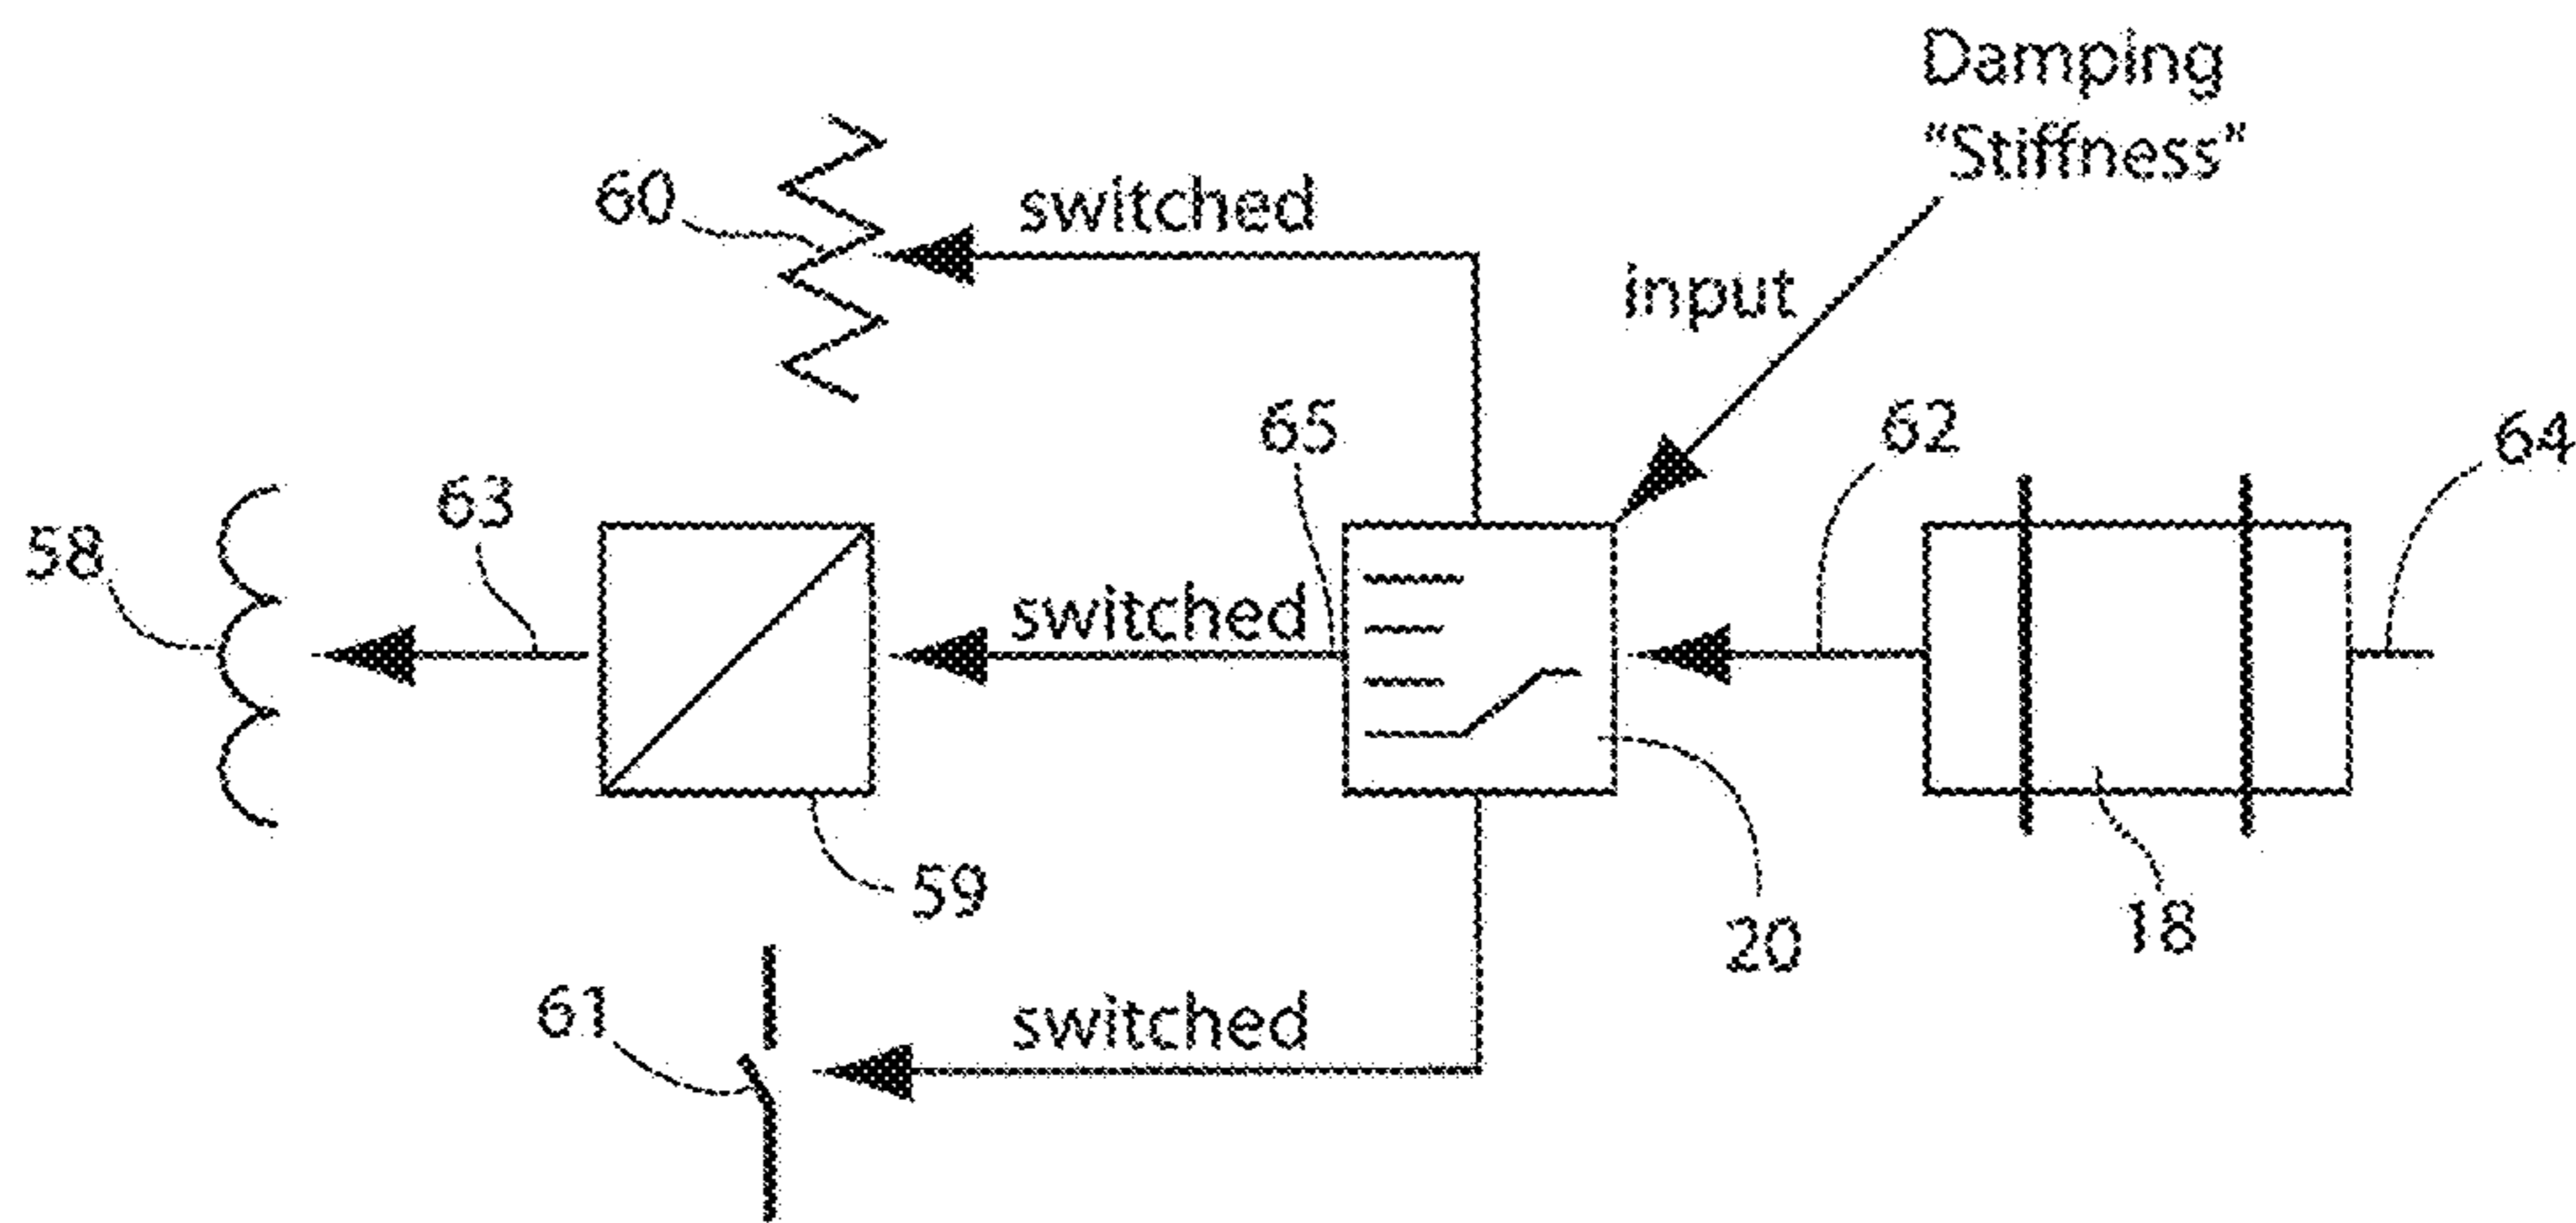 Damping
"Stiffness"
60
switched
input
65
62
64
63
58
switched
59
20
18
61
switched